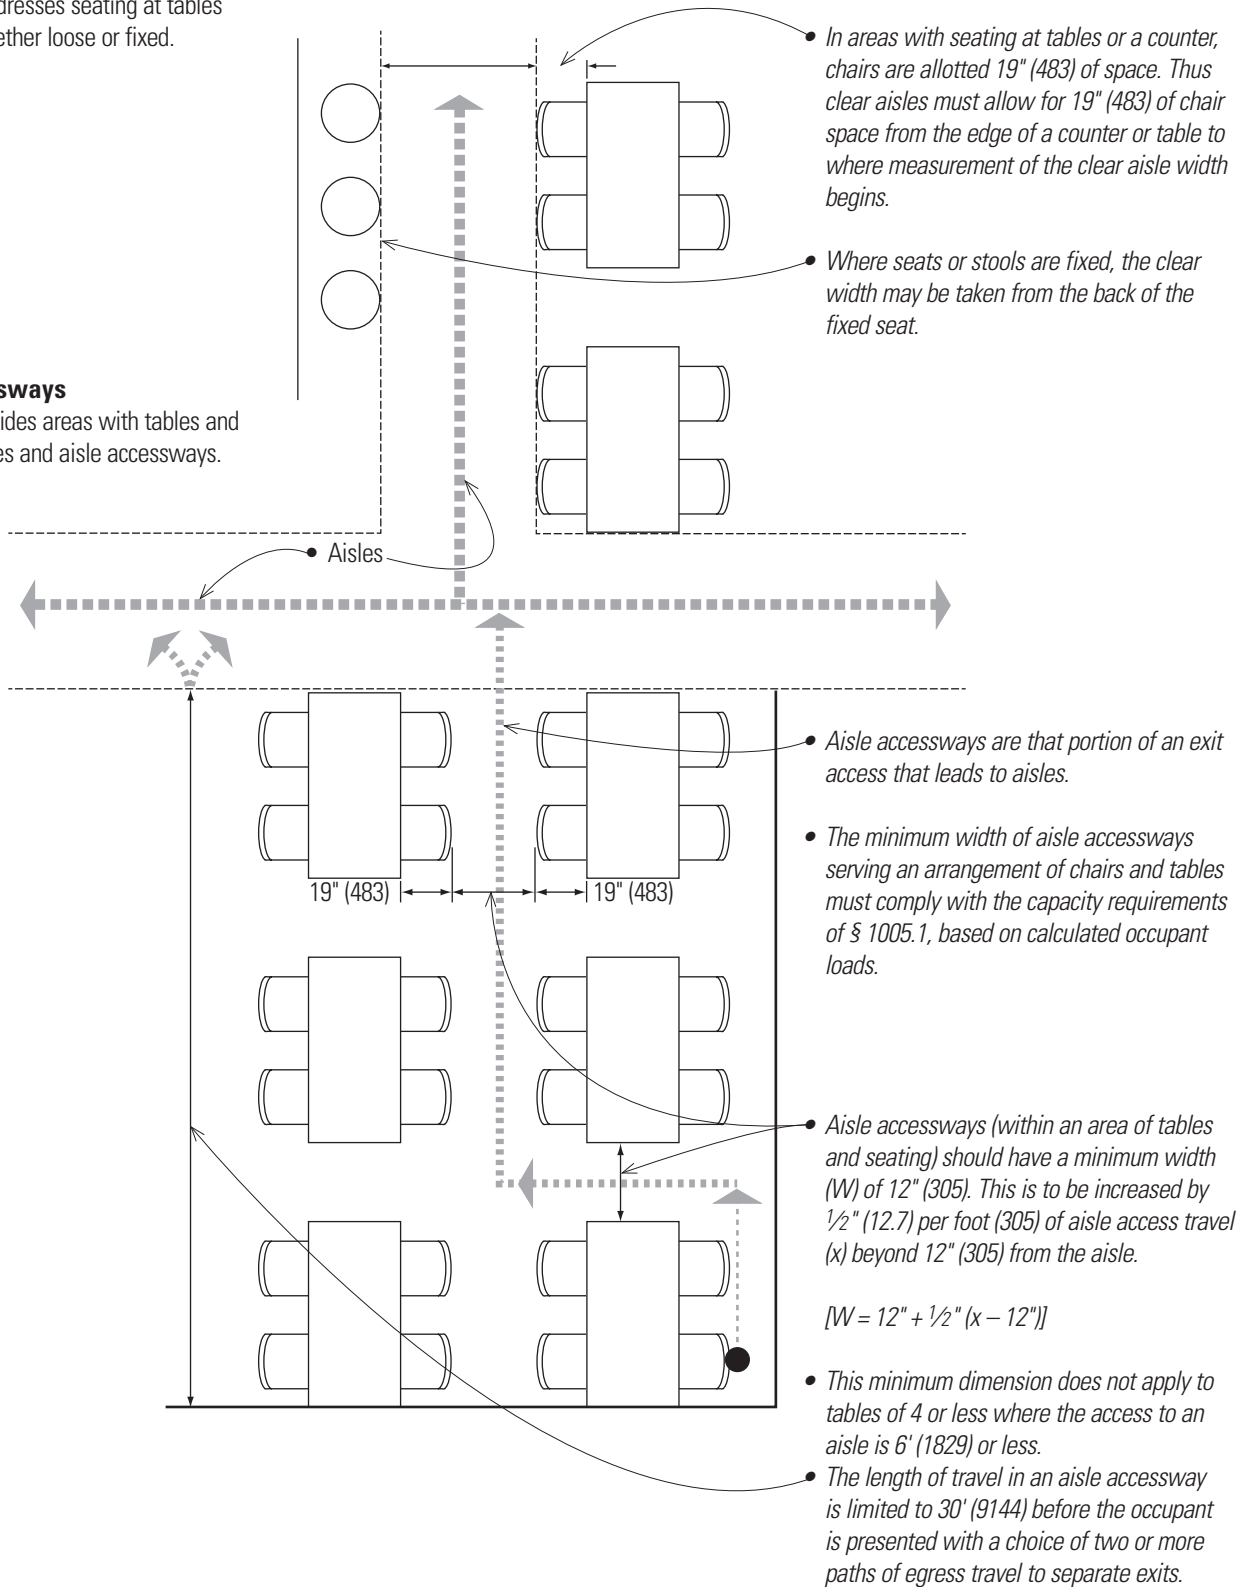 dresses seating at tables
ether loose or fixed.
• In areas with seating at tables or a counter,
chairs are allotted 19" (483) of space. Thus
clear aisles must allow for 19" (483) of chair
space from the edge of a counter or table to
where measurement of the clear aisle width
begins.
• Where seats or stools are fixed, the clear
width may be taken from the back of the
fixed seat.
sways
ides areas with tables and
es and aisle accessways.
• Aisles
• Aisle accessways are that portion of an exit
access that leads to aisles.
• The minimum width of aisle accessways
serving an arrangement of chairs and tables
must comply with the capacity requirements
of § 1005.1, based on calculated occupant
loads.
19" (483)
19" (483)
• Aisle accessways (within an area of tables
and seating) should have a minimum width
(W) of 12" (305). This is to be increased by
½" (12.7) per foot (305) of aisle access travel
(x) beyond 12" (305) from the aisle.
[W = 12" + ½" (x – 12")]
• This minimum dimension does not apply to
tables of 4 or less where the access to an
aisle is 6' (1829) or less.
• The length of travel in an aisle accessway
is limited to 30' (9144) before the occupant
is presented with a choice of two or more
paths of egress travel to separate exits.